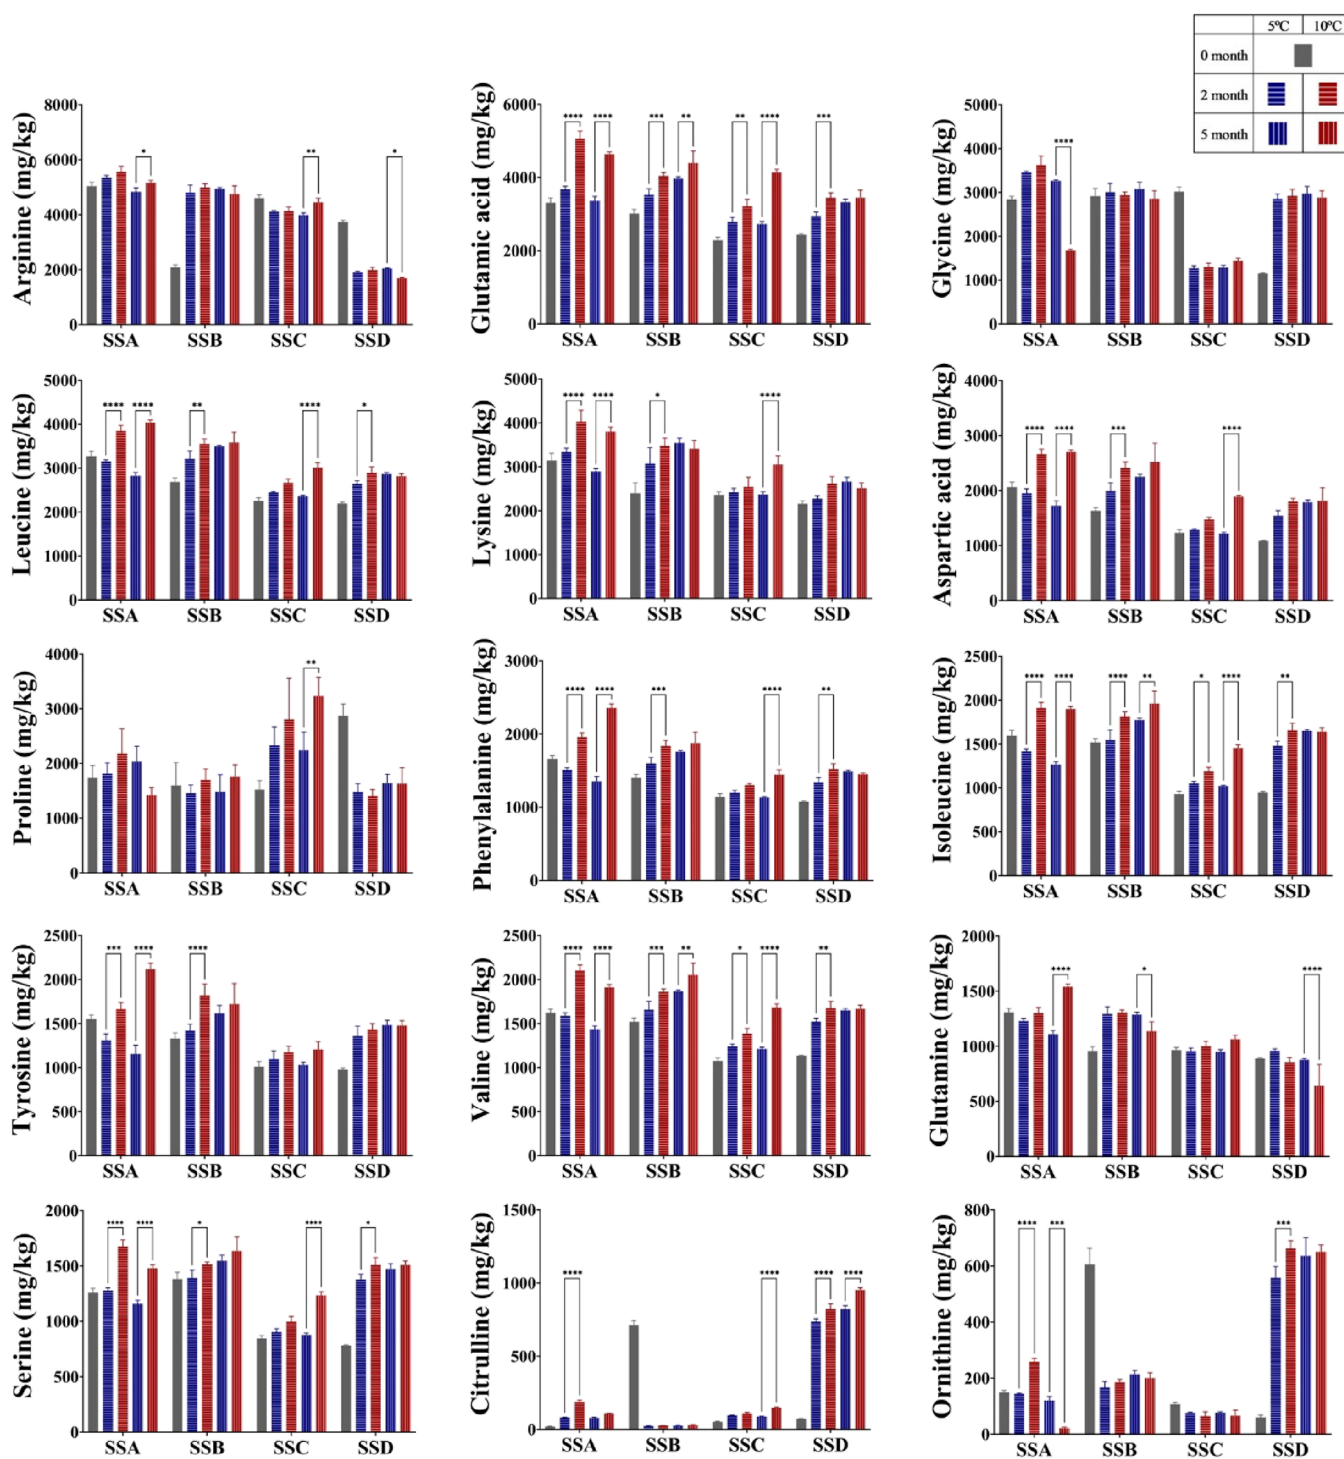 5ºC 10ºC
0 month
2 month
5 month
Arginine (mg/kg)
8000
6000
4000
2000
0
* ** *
SSA SSB SSC SSD
Glutamic acid (mg/kg)
6000
4000
2000
0
**** **** *** ** ** **** ***
SSA SSB SSC SSD
Glycine (mg/kg)
5000
4000
3000
2000
1000
0
****
SSA SSB SSC SSD
Leucine (mg/kg)
5000
4000
3000
2000
1000
0
**** **** ** **** *
SSA SSB SSC SSD
Lysine (mg/kg)
5000
4000
3000
2000
1000
0
**** **** * ****
SSA SSB SSC SSD
Aspartic acid (mg/kg)
4000
3000
2000
1000
0
**** **** *** ****
SSA SSB SSC SSD
Proline (mg/kg)
4000
3000
2000
1000
0
**
SSA SSB SSC SSD
Phenylalanine (mg/kg)
3000
2000
1000
0
**** **** *** **** **
SSA SSB SSC SSD
Isoleucine (mg/kg)
2500
2000
1500
1000
500
0
**** **** **** ** * **** **
SSA SSB SSC SSD
Tyrosine (mg/kg)
2500
2000
1500
1000
500
0
*** **** ****
SSA SSB SSC SSD
Valine (mg/kg)
2500
2000
1500
1000
500
0
**** **** *** ** * **** **
SSA SSB SSC SSD
Glutamine (mg/kg)
2000
1500
1000
500
0
**** * ****
SSA SSB SSC SSD
Serine (mg/kg)
2000
1500
1000
500
0
**** **** * **** *
SSA SSB SSC SSD
Citrulline (mg/kg)
1500
1000
500
0
**** **** **** ****
SSA SSB SSC SSD
Ornithine (mg/kg)
800
600
400
200
0
**** *** ***
SSA SSB SSC SSD